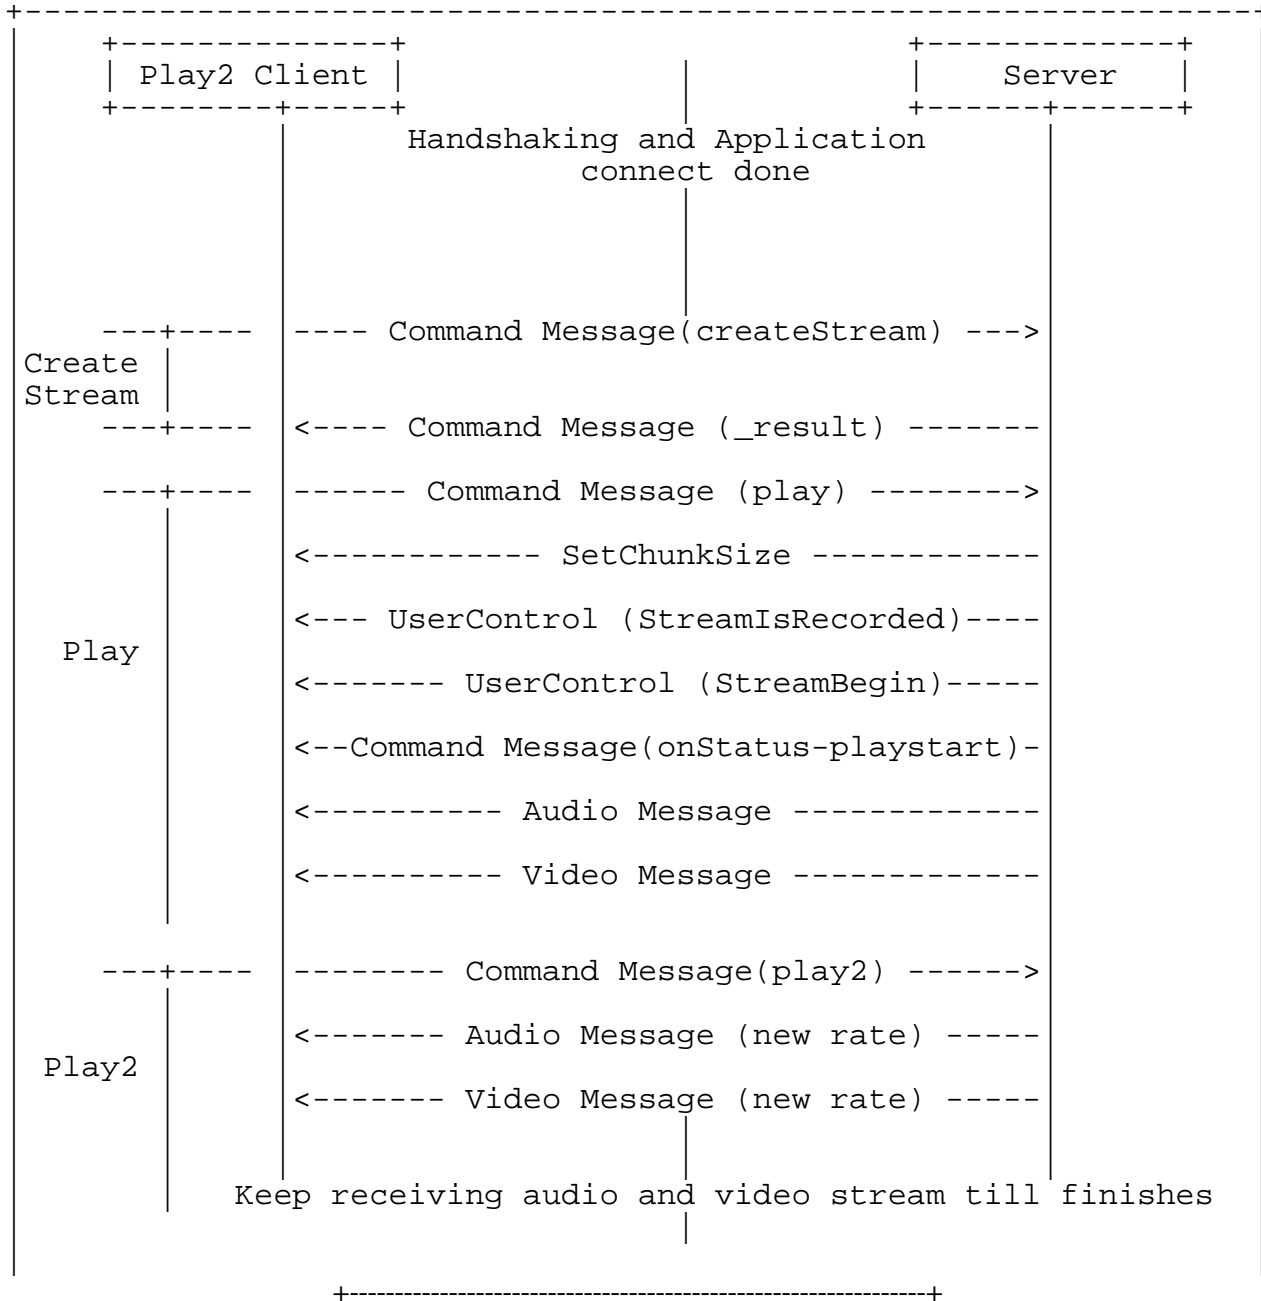 Play2 Client
Server
Handshaking and Application
connect done
---- Command Message(createStream) --->
Create
Stream
<---- Command Message (_result) -------
------ Command Message (play) -------->
<------------ SetChunkSize ------------
<--- UserControl (StreamIsRecorded)----
Play
<------- UserControl (StreamBegin)-----
<--Command Message(onStatus-playstart)-
<---------- Audio Message -------------
<---------- Video Message -------------
-------- Command Message(play2) ------>
<------- Audio Message (new rate) -----
Play2
<------- Video Message (new rate) -----
Keep receiving audio and video stream till finishes